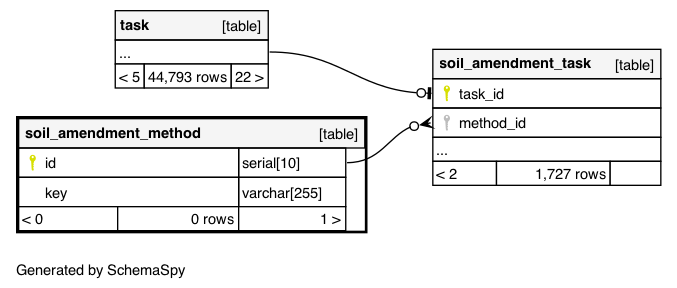 task [table]
...
< 5 44,793 rows 22 >
soil_amendment_task [table]
task_id
method_id
...
< 2 1,727 rows
soil_amendment_method [table]
id serial[10]
key varchar[255]
< 0 0 rows 1 >
Generated by SchemaSpy